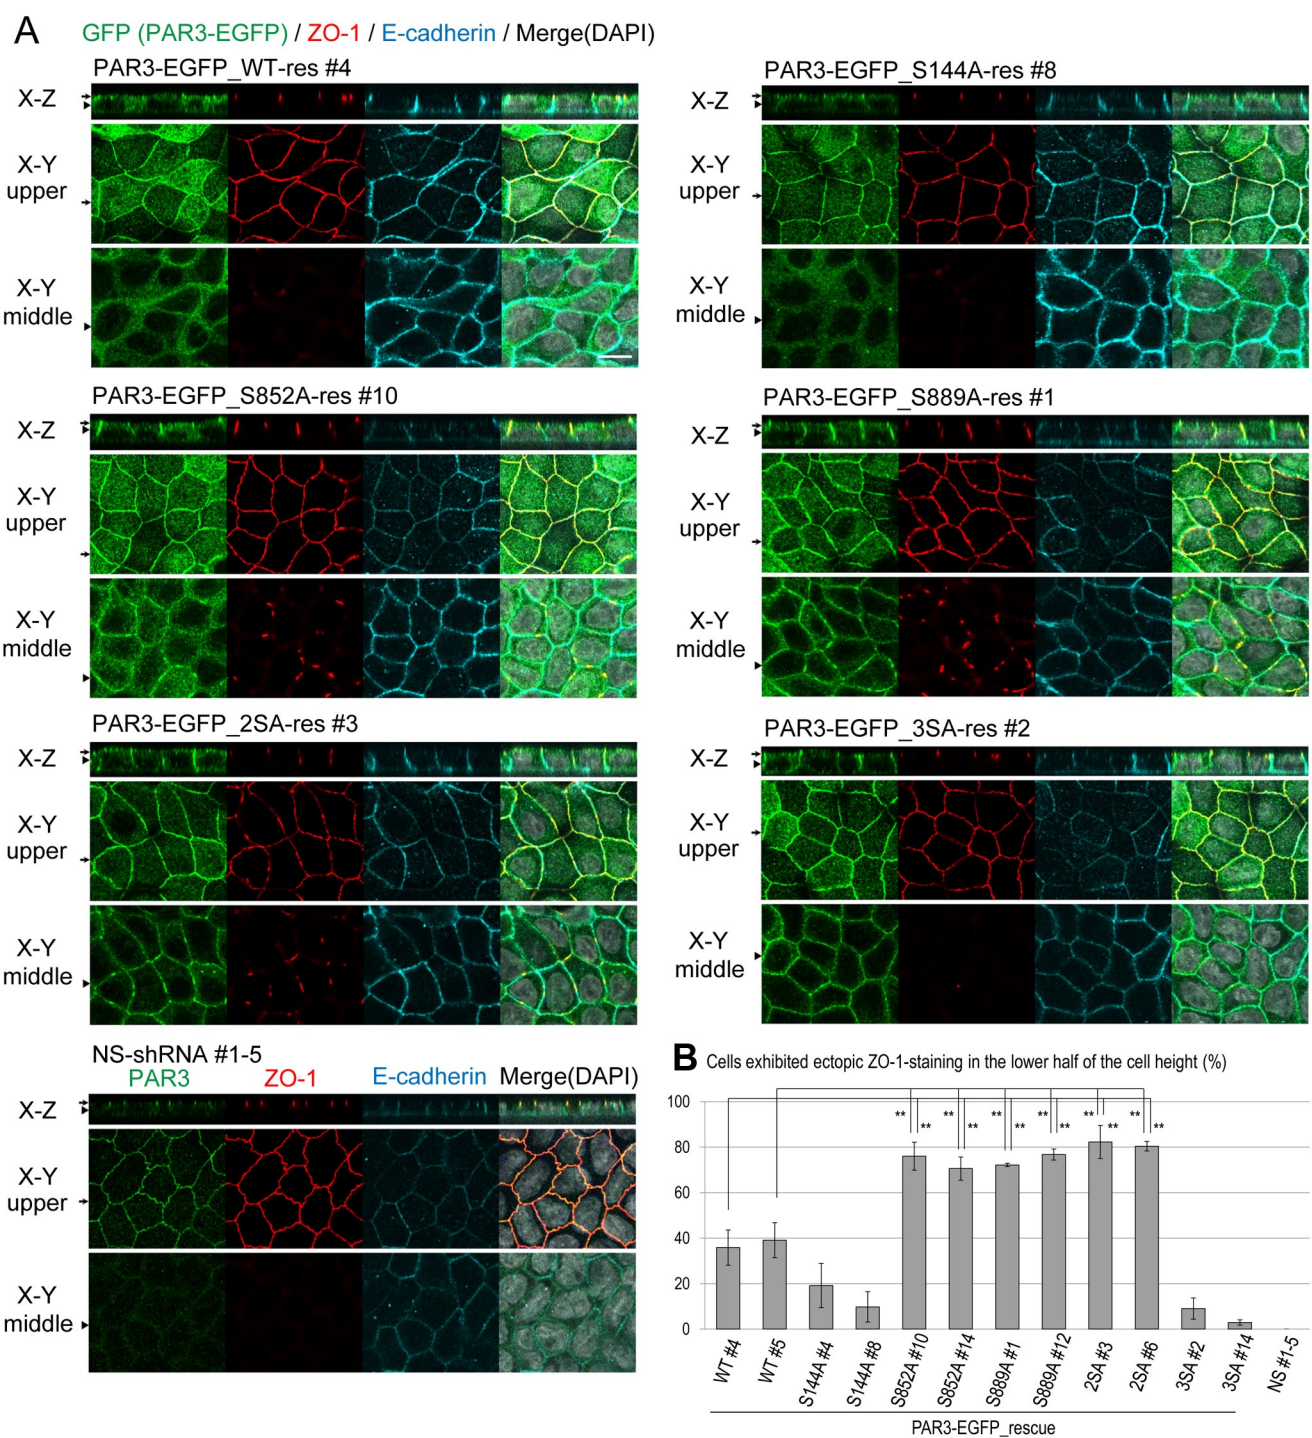 A
GFP (PAR3-EGFP) / ZO-1 / E-cadherin / Merge(DAPI)
PAR3-EGFP_WT-res #4
X-Z
X-Y
upper
X-Y
middle
PAR3-EGFP_S144A-res #8
X-Z
X-Y
upper
X-Y
middle
PAR3-EGFP_S852A-res #10
X-Z
X-Y
upper
X-Y
middle
PAR3-EGFP_S889A-res #1
X-Z
X-Y
upper
X-Y
middle
PAR3-EGFP_2SA-res #3
X-Z
X-Y
upper
X-Y
middle
PAR3-EGFP_3SA-res #2
X-Z
X-Y
upper
X-Y
middle
NS-shRNA #1-5
PAR3 ZO-1 E-cadherin Merge(DAPI)
X-Z
X-Y
upper
X-Y
middle
B Cells exhibited ectopic ZO-1-staining in the lower half of the cell height (%)
100
80
60
40
20
0
** ** ** ** ** **
** ** ** ** ** **
WT #4
WT #5
S144A #4
S144A #8
S852A #10
S852A #14
S889A #1
S889A #12
2SA #3
2SA #6
3SA #2
3SA #14
NS #1-5
PAR3-EGFP_rescue